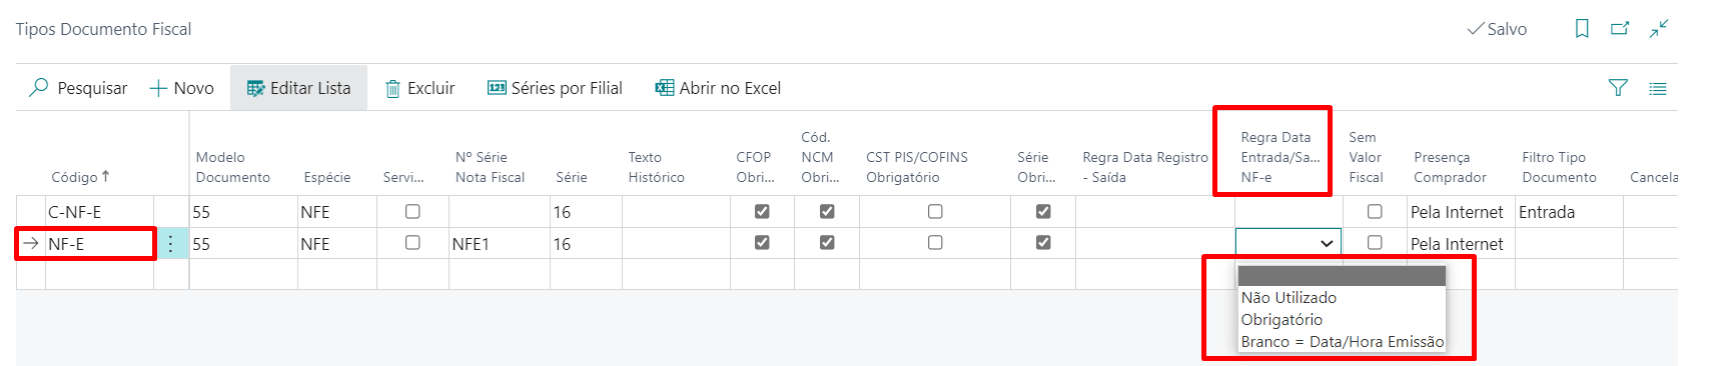 Tipos Documento Fiscal
Salvo
Pesquisar Novo Editar Lista Excluir Séries por Filial Abrir no Excel
Código ↑ Modelo Documento Espécie Servi... Nº Série Nota Fiscal Série Texto Histórico CFOP Obri... Cód. NCM Obri... CST PIS/COFINS Obrigatório Série Obri... Regra Data Registro - Saída Regra Data Entrada/Sa... NF-e Sem Valor Fiscal Presença Comprador Filtro Tipo Documento Cancela
C-NF-E 55 NFE 16 Pela Internet Entrada
→ NF-E 55 NFE NFE1 16 Pela Internet
Não Utilizado
Obrigatório
Branco = Data/Hora Emissão